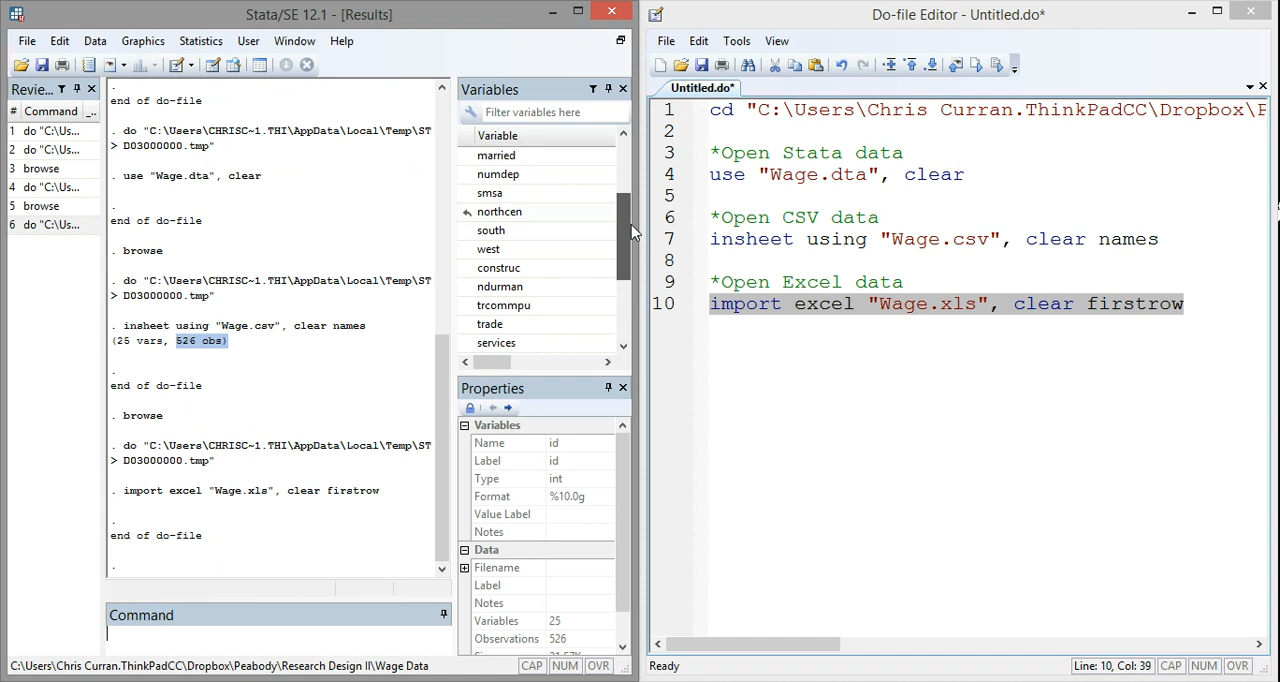 Stata/SE 12.1 - [Results]
File Edit Data Graphics Statistics User Window Help
Revie...
# Command ...
1 do "C:\Us...
2 do "C:\Us...
3 browse
4 do "C:\Us...
5 browse
6 do "C:\Us...
.
end of do-file
. do "C:\Users\CHRISC~1.THI\AppData\Local\Temp\ST
> D03000000.tmp"
. use "Wage.dta", clear
.
end of do-file
. browse
. do "C:\Users\CHRISC~1.THI\AppData\Local\Temp\ST
> D03000000.tmp"
. insheet using "Wage.csv", clear names
(25 vars, 526 obs)
.
end of do-file
. browse
. do "C:\Users\CHRISC~1.THI\AppData\Local\Temp\ST
> D03000000.tmp"
. import excel "Wage.xls", clear firstrow
.
end of do-file
.
Command
Variables
Filter variables here
Variable
married
numdep
smsa
northcen
south
west
construc
ndurman
trcommpu
trade
services
Properties
Variables
Name id
Label id
Type int
Format %10.0g
Value Label
Notes
Data
Filename
Label
Notes
Variables 25
Observations 526
C:\Users\Chris Curran.ThinkPadCC\Dropbox\Peabody\Research Design II\Wage Data
CAP NUM OVR
Do-file Editor - Untitled.do*
File Edit Tools View
Untitled.do*
1 cd "C:\Users\Chris Curran.ThinkPadCC\Dropbox\
2
3 *Open Stata data
4 use "Wage.dta", clear
5
6 *Open CSV data
7 insheet using "Wage.csv", clear names
8
9 *Open Excel data
10 import excel "Wage.xls", clear firstrow
Ready
Line: 10, Col: 39 CAP NUM OVR